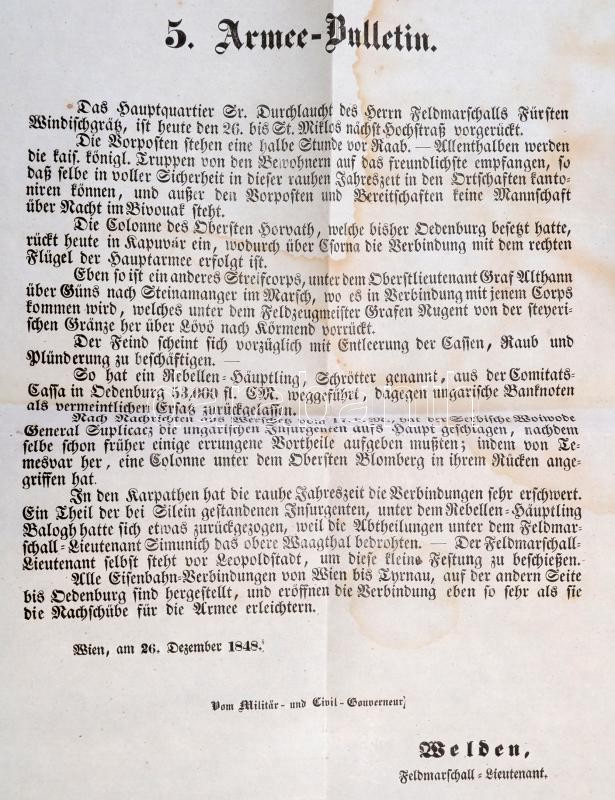 5. Armee-Bulletin.
Das Hauptquartier Sr. Durchlaucht des Herrn Feldmarschalls Fürsten
Windischgrätz, ist heute den 26. bis St. Miklos nächst Hochstraß vorgerückt.
Die Vorposten stehen eine halbe Stunde vor Raab. — Allenthalben werden
die kais. königl. Truppen von den Bewohnern auf das freundlichste empfangen, so
daß selbe in voller Sicherheit in dieser rauhen Jahreszeit in den Ortschaften kanto-
niren können, und außer den Vorposten und Bereitschaften keine Mannschaft
über Nacht im Bivouak steht.
Die Colonne des Obersten Horvath, welche bisher Oedenburg besetzt hatte,
rückt heute in Kapuvár ein, wodurch über Csorna die Verbindung mit dem rechten
Flügel der Hauptarmee erfolgt ist.
Eben so ist ein anderes Streifcorps, unter dem Oberstlieutenant Graf Althann
über Güns nach Steinamanger im Marsch, wo es in Verbindung mit jenem Corps
kommen wird, welches unter dem Feldzeugmeister Grafen Nugent von der steyeri-
schen Gränze her über Lövö nach Körmend vorrückt.
Der Feind scheint sich vorzüglich mit Entleerung der Cassen, Raub und
Plünderung zu beschäftigen. —
So hat ein Rebellen-Häuptling, Schrötter genannt, aus der Comitats-
Cassa in Oedenburg 53,000 fl. CM. weggeführt, dagegen ungarische Banknoten
als vermeintlichen Ersatz zurückgelassen.
Nach Nachrichten aus vom hat der Serbische Woiwode
General Suplicatz die ungarischen Insurgenten aufs Haupt geschlagen, nachdem
selbe schon früher einige errungene Vortheile aufgeben mußten; indem von Te-
mesvar her, eine Colonne unter dem Obersten Blomberg in ihrem Rücken ange-
griffen hat.
In den Karpathen hat die rauhe Jahreszeit die Verbindungen sehr erschwert.
Ein Theil der bei Silein gestandenen Insurgenten, unter dem Rebellen-Häuptling
Balogh hatte sich etwas zurückgezogen, weil die Abtheilungen unter dem Feldmar-
schall-Lieutenant Simunich das obere Waagthal bedrohten. — Der Feldmarschall-
Lieutenant selbst steht vor Leopoldstadt, um diese kleine Festung zu beschießen.
Alle Eisenbahn-Verbindungen von Wien bis Tyrnau, auf der andern Seite
bis Oedenburg sind hergestellt, und eröffnen die Verbindung eben so sehr als sie
die Nachschübe für die Armee erleichtern.
Wien, am 26. Dezember 1848.
Vom Militär- und Civil-Gouverneur,
Welden,
Feldmarschall-Lieutenant.